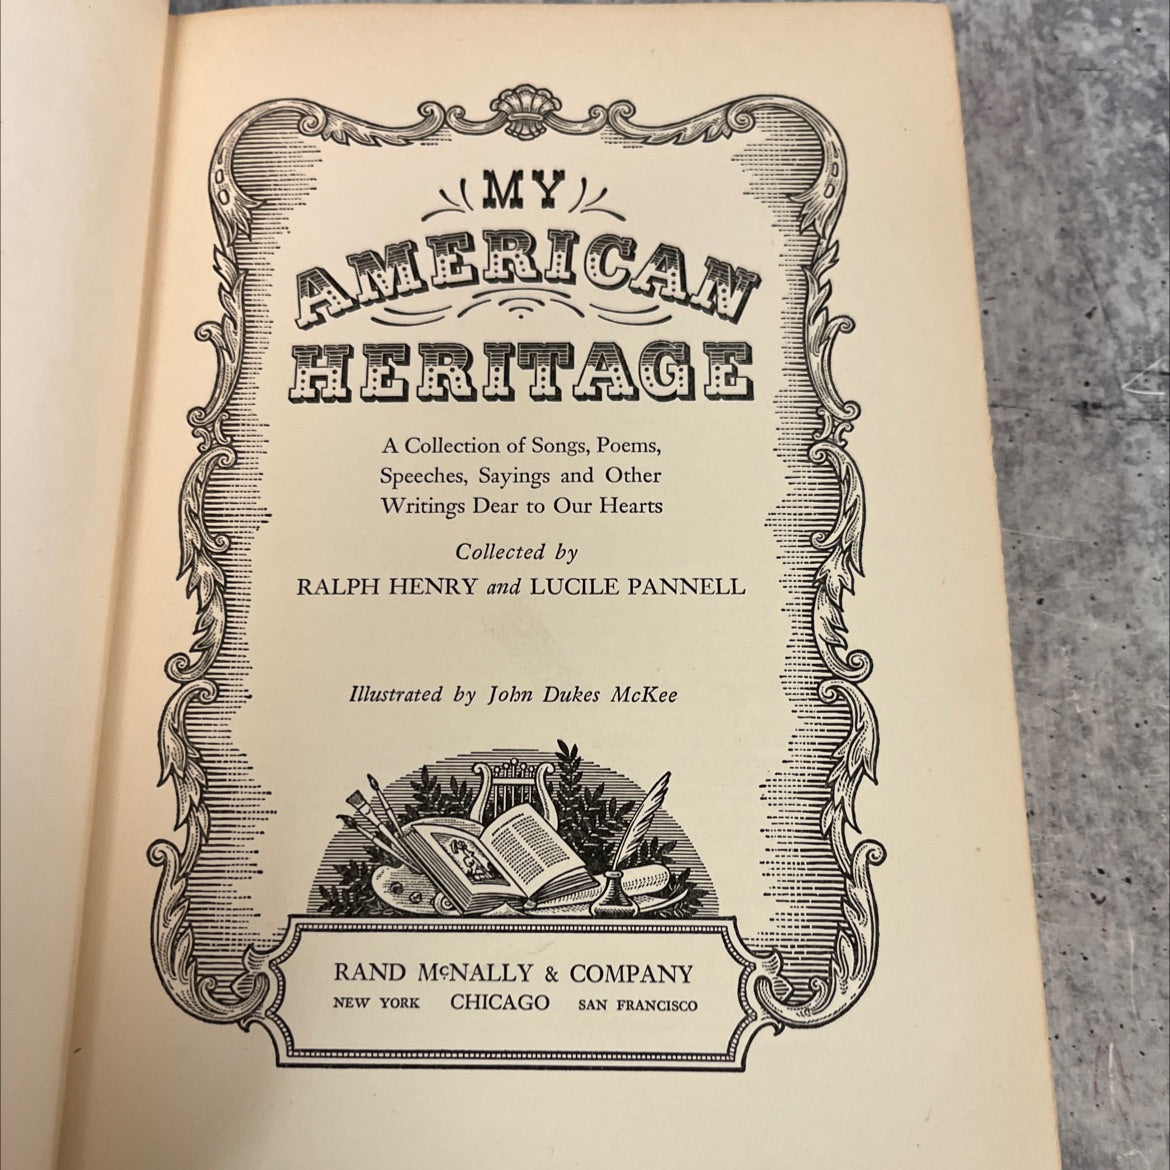 MY
AMERICAN
HERITAGE
A Collection of Songs, Poems,
Speeches, Sayings and Other
Writings Dear to Our Hearts
Collected by
RALPH HENRY and LUCILE PANNELL
Illustrated by John Dukes McKee
RAND McNALLY & COMPANY
NEW YORK CHICAGO SAN FRANCISCO